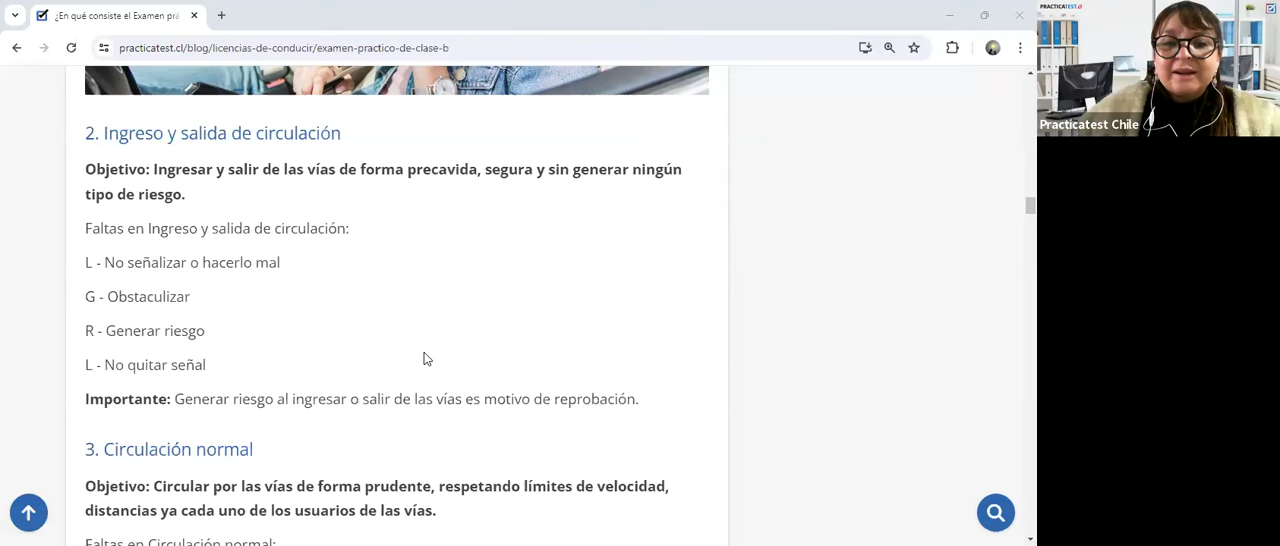 ¿En qué consiste el Examen prá
practicatest.cl/blog/licencias-de-conducir/examen-practico-de-clase-b
PRACTICATEST.cl
Practicatest Chile
2. Ingreso y salida de circulación
Objetivo: Ingresar y salir de las vías de forma precavida, segura y sin generar ningún
tipo de riesgo.
Faltas en Ingreso y salida de circulación:
L - No señalizar o hacerlo mal
G - Obstaculizar
R - Generar riesgo
L - No quitar señal
Importante: Generar riesgo al ingresar o salir de las vías es motivo de reprobación.
3. Circulación normal
Objetivo: Circular por las vías de forma prudente, respetando límites de velocidad,
distancias ya cada uno de los usuarios de las vías.
Faltas en Circulación normal: